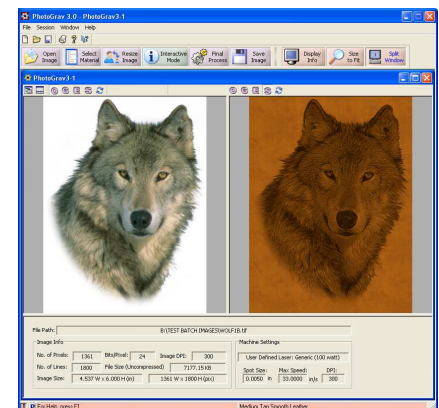 PhotoGrav 3.0 - PhotoGrav3-1
File Session Window Help
Open Image Select Material Resize Image Interactive Mode Final Process Save Image Display Info Size to Fit Split Window
PhotoGrav3-1
File Path: B:\TEST BATCH IMAGES\WOLF1B.tif
Image Info
No. of Pixels: 1361 Bits/Pixel: 24 Image DPI: 300
No. of Lines: 1800 File Size (Uncompressed) 7177.15 KB
Image Size: 4.537 W x 6.000 H (in) 1361 W x 1800 H (pix)
Machine Settings
User Defined Laser: Generic (100 watt)
Spot Size: Max Speed: DPI:
0.0050 in 33.0000 in/s 300
For Help, press F1 Medium Tan Smooth Leather